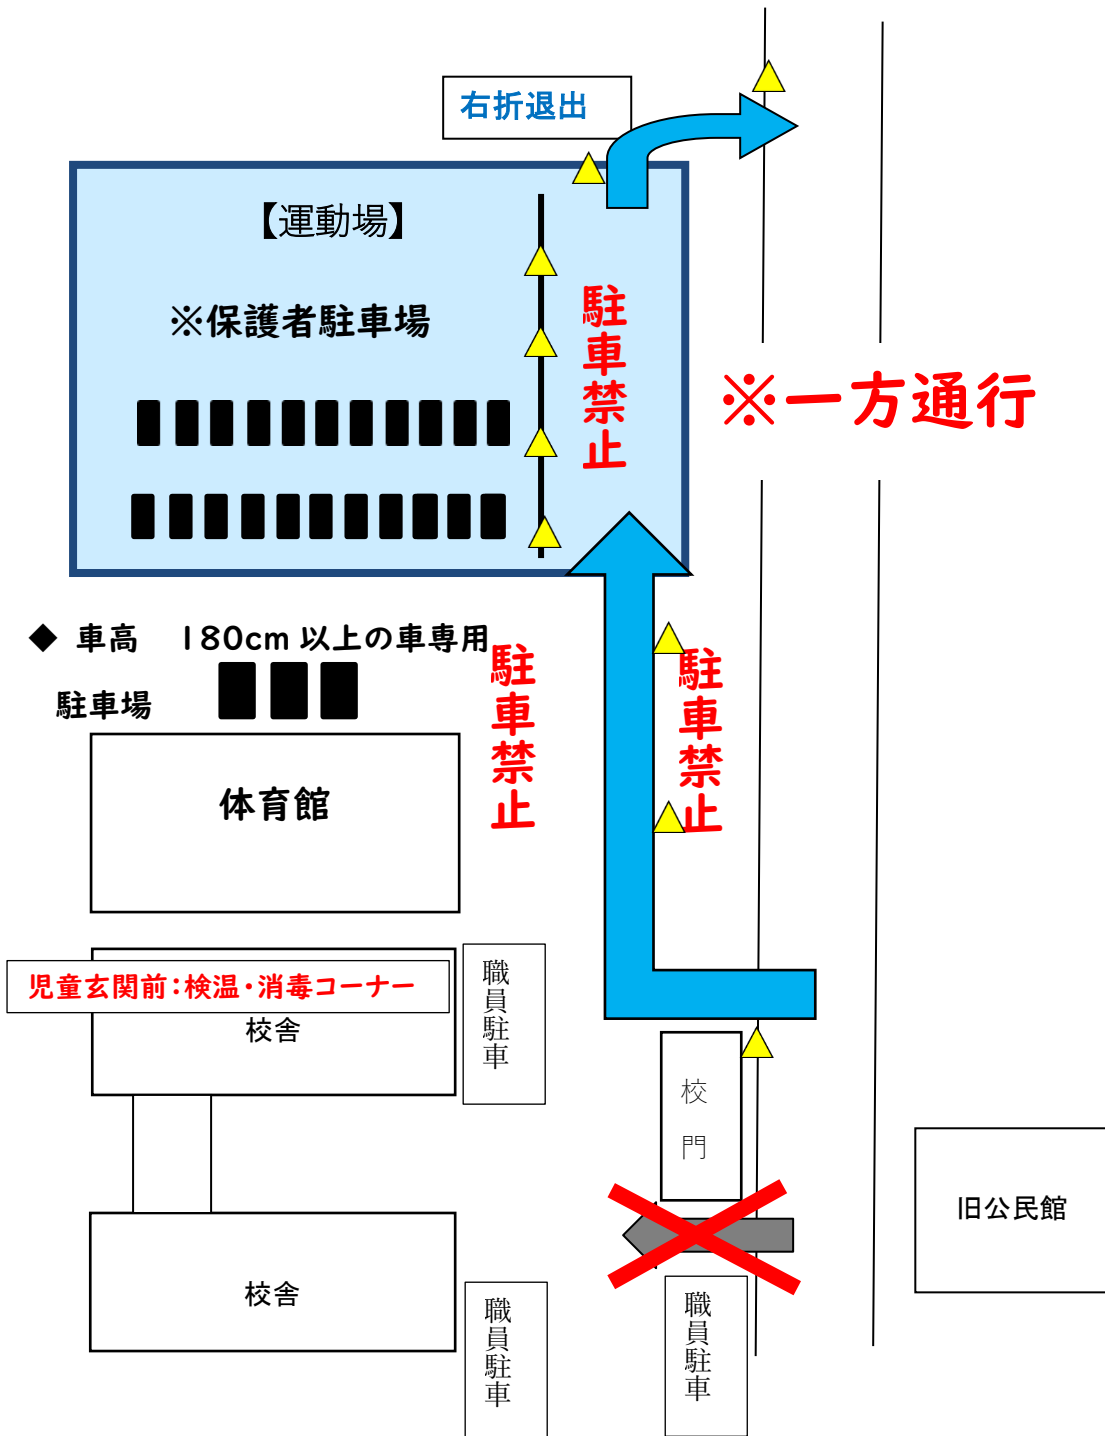 右折退出
【運動場】
※保護者駐車場
駐車禁止
※一方通行
◆ 車高 180cm 以上の車専用
駐車場
駐車禁止
駐車禁止
体育館
児童玄関前:検温・消毒コーナー
校舎
職員駐車
校門
旧公民館
校舎
職員駐車
職員駐車